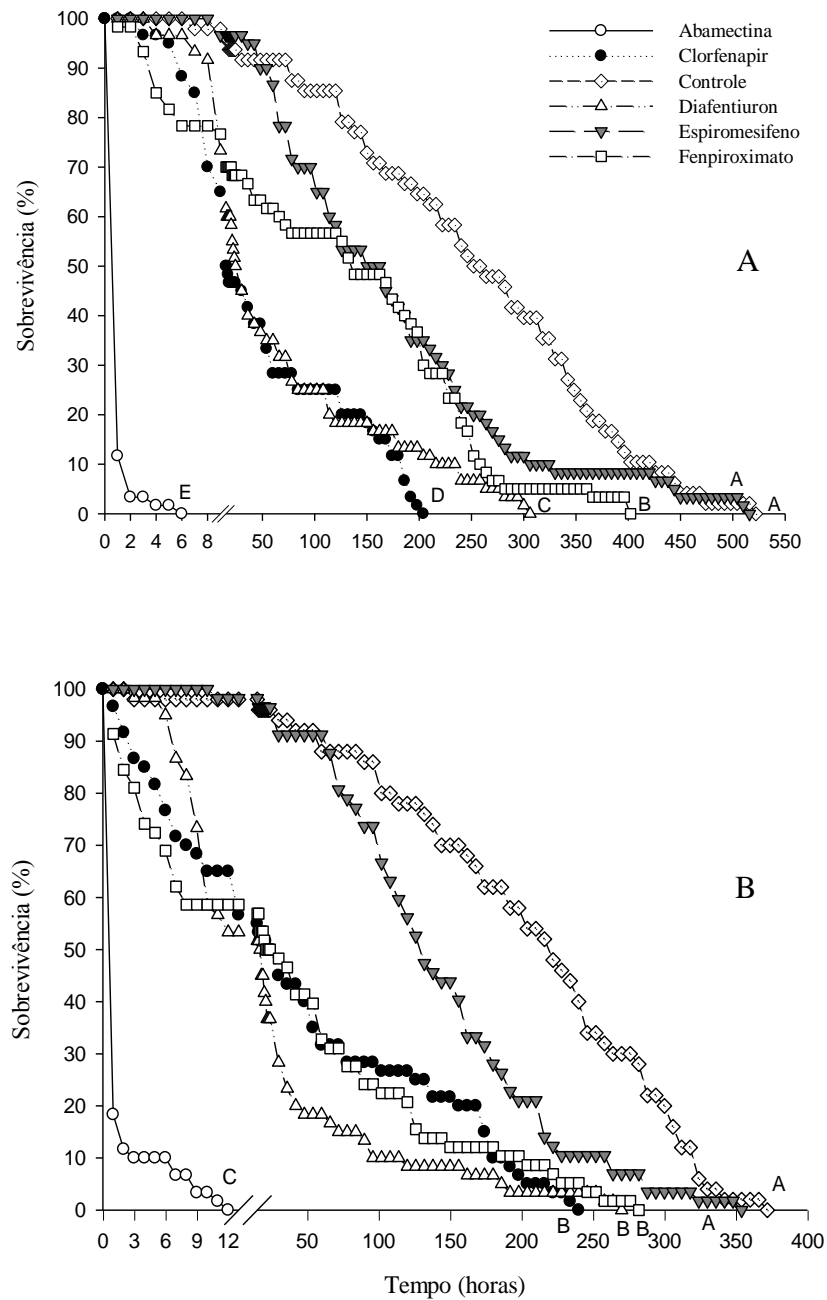 100
90
80
70
60
50
40
30
20
10
0
Sobrevivência (%)
Abamectina
Clorfenapir
Controle
Diafentiuron
Espiromesifeno
Fenpiroximato
A
E
D
C
B
A
A
0 2 4 6 8 50 100 150 200 250 300 350 400 450 500 550
100
90
80
70
60
50
40
30
20
10
0
Sobrevivência (%)
B
C
B
B B
A
A
0 3 6 9 12 50 100 150 200 250 300 350 400
Tempo (horas)